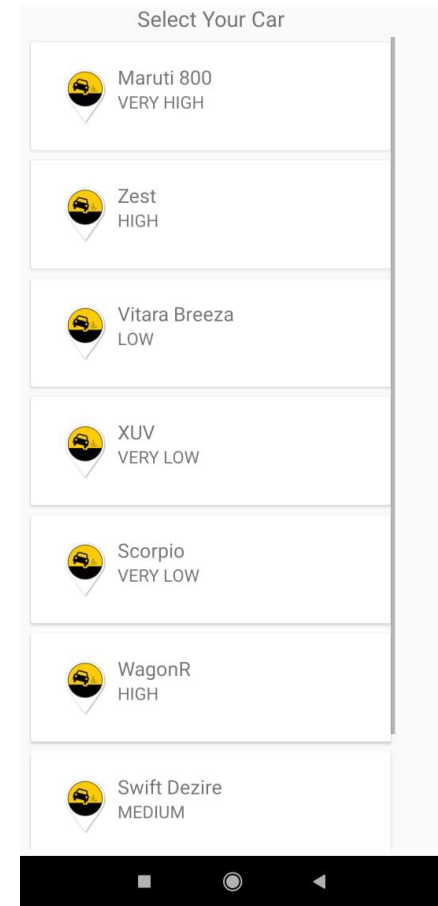 Select Your Car
Maruti 800
VERY HIGH
Zest
HIGH
Vitara Breeza
LOW
XUV
VERY LOW
Scorpio
VERY LOW
WagonR
HIGH
Swift Dezire
MEDIUM